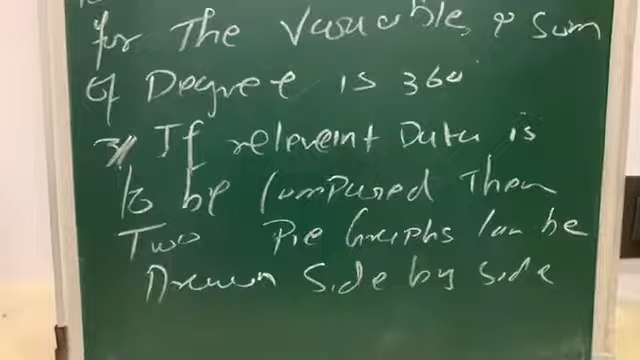 for The Variable, & Sum
of Degree is 360°
3) If relevent Data is
to be Compared Then
Two Pie Graphs Can be
Drawn Side by side